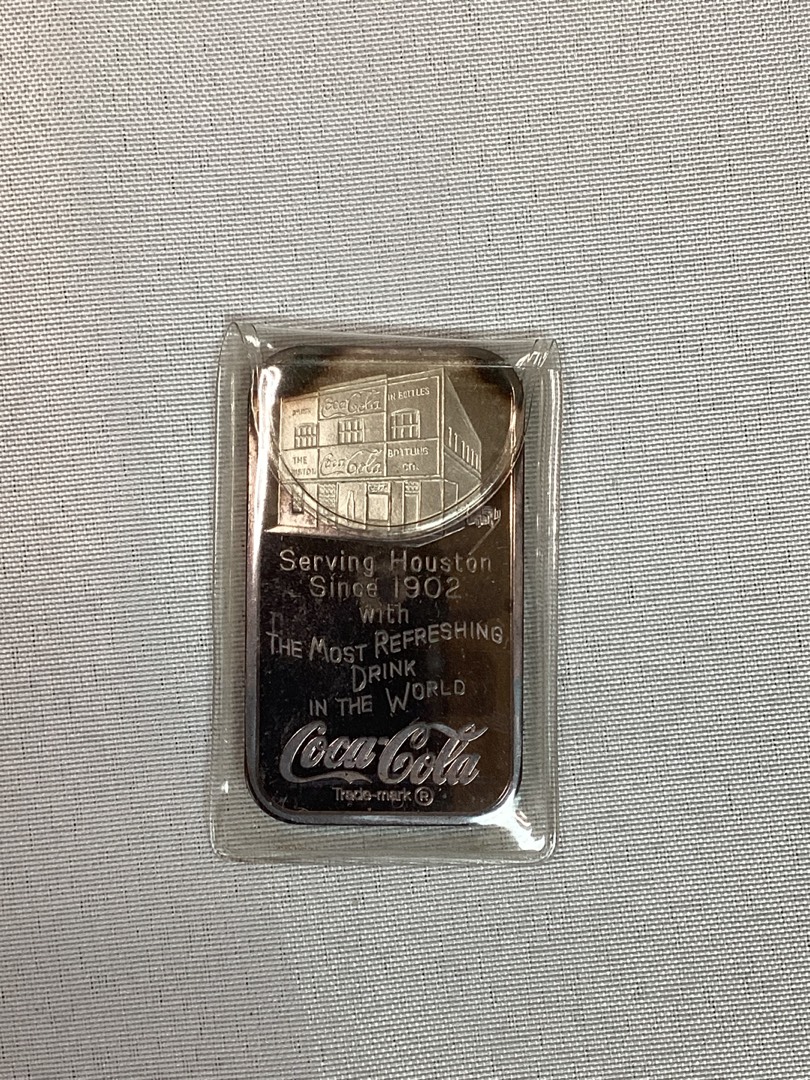 Coca-Cola
IN BOTTLES
THE
Coca-Cola
BOTTLING
CO.
Serving Houston
Since 1902
with
THE MOST REFRESHING
DRINK
IN THE WORLD
Coca-Cola
Trade-mark ®